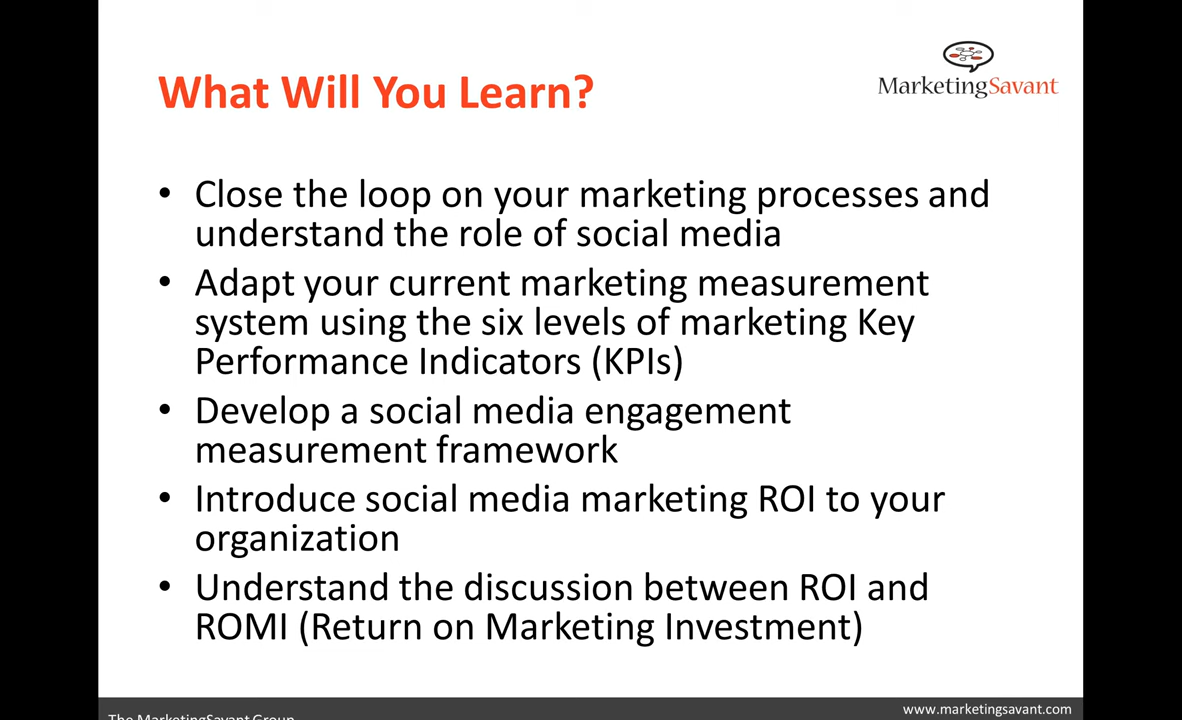 What Will You Learn?
MarketingSavant
• Close the loop on your marketing processes and
understand the role of social media
• Adapt your current marketing measurement
system using the six levels of marketing Key
Performance Indicators (KPIs)
• Develop a social media engagement
measurement framework
• Introduce social media marketing ROI to your
organization
• Understand the discussion between ROI and
ROMI (Return on Marketing Investment)
The MarketingSavant Group
www.marketingsavant.com